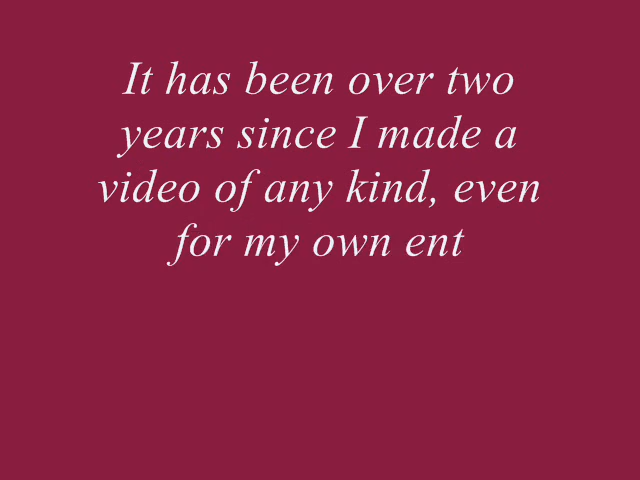 It has been over two
years since I made a
video of any kind, even
for my own ent